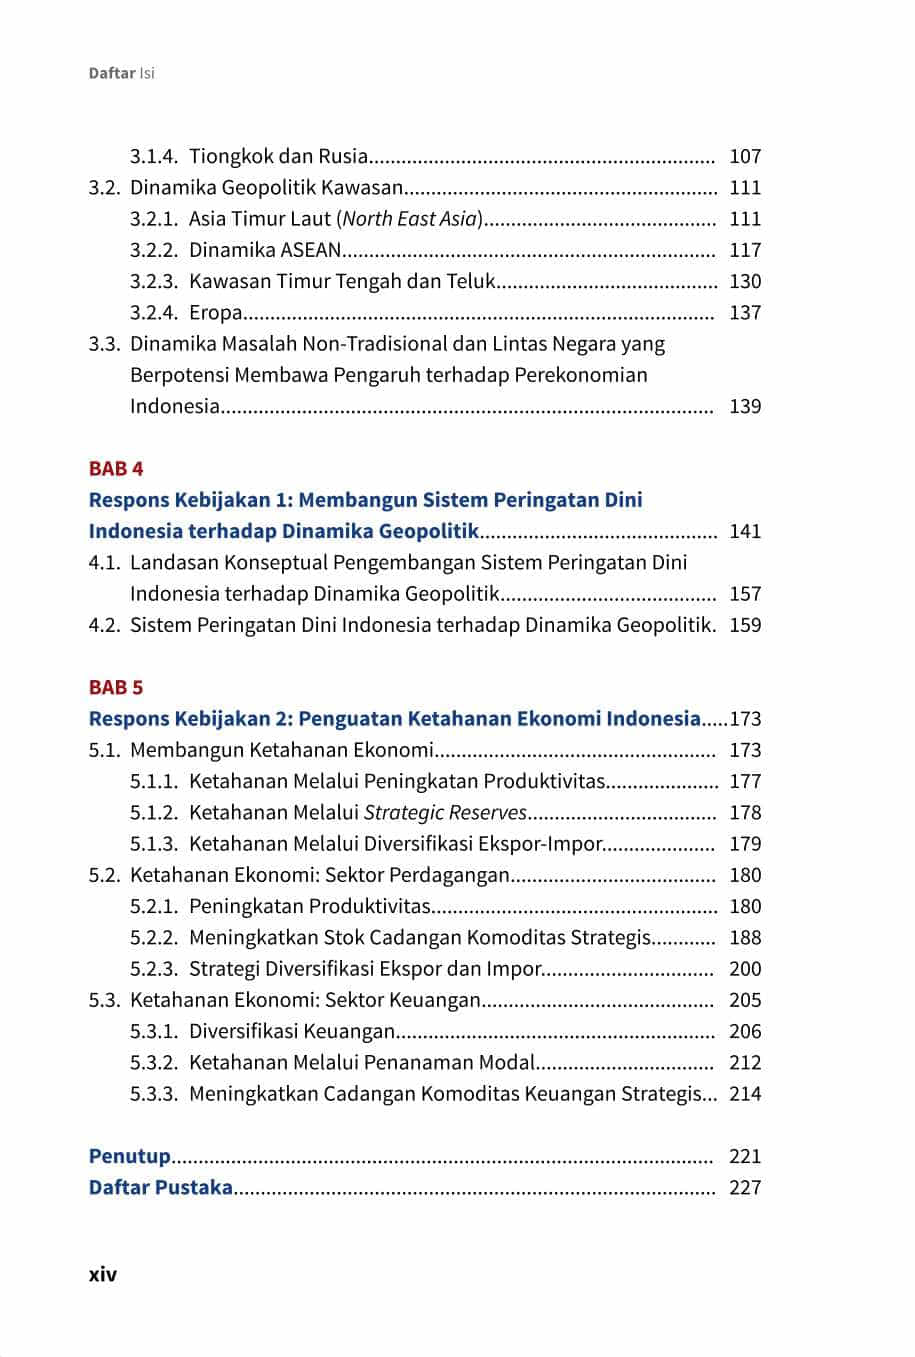 Daftar Isi
3.1.4. Tiongkok dan Rusia................................................................ 107
3.2. Dinamika Geopolitik Kawasan.......................................................... 111
3.2.1. Asia Timur Laut (North East Asia)........................................... 111
3.2.2. Dinamika ASEAN..................................................................... 117
3.2.3. Kawasan Timur Tengah dan Teluk......................................... 130
3.2.4. Eropa....................................................................................... 137
3.3. Dinamika Masalah Non-Tradisional dan Lintas Negara yang
Berpotensi Membawa Pengaruh terhadap Perekonomian
Indonesia........................................................................................... 139
BAB 4
Respons Kebijakan 1: Membangun Sistem Peringatan Dini
Indonesia terhadap Dinamika Geopolitik............................................ 141
4.1. Landasan Konseptual Pengembangan Sistem Peringatan Dini
Indonesia terhadap Dinamika Geopolitik........................................ 157
4.2. Sistem Peringatan Dini Indonesia terhadap Dinamika Geopolitik. 159
BAB 5
Respons Kebijakan 2: Penguatan Ketahanan Ekonomi Indonesia.....173
5.1. Membangun Ketahanan Ekonomi.................................................... 173
5.1.1. Ketahanan Melalui Peningkatan Produktivitas..................... 177
5.1.2. Ketahanan Melalui Strategic Reserves................................... 178
5.1.3. Ketahanan Melalui Diversifikasi Ekspor-Impor..................... 179
5.2. Ketahanan Ekonomi: Sektor Perdagangan...................................... 180
5.2.1. Peningkatan Produktivitas..................................................... 180
5.2.2. Meningkatkan Stok Cadangan Komoditas Strategis............ 188
5.2.3. Strategi Diversifikasi Ekspor dan Impor................................ 200
5.3. Ketahanan Ekonomi: Sektor Keuangan........................................... 205
5.3.1. Diversifikasi Keuangan........................................................... 206
5.3.2. Ketahanan Melalui Penanaman Modal................................. 212
5.3.3. Meningkatkan Cadangan Komoditas Keuangan Strategis... 214
Penutup.................................................................................................... 221
Daftar Pustaka......................................................................................... 227
xiv